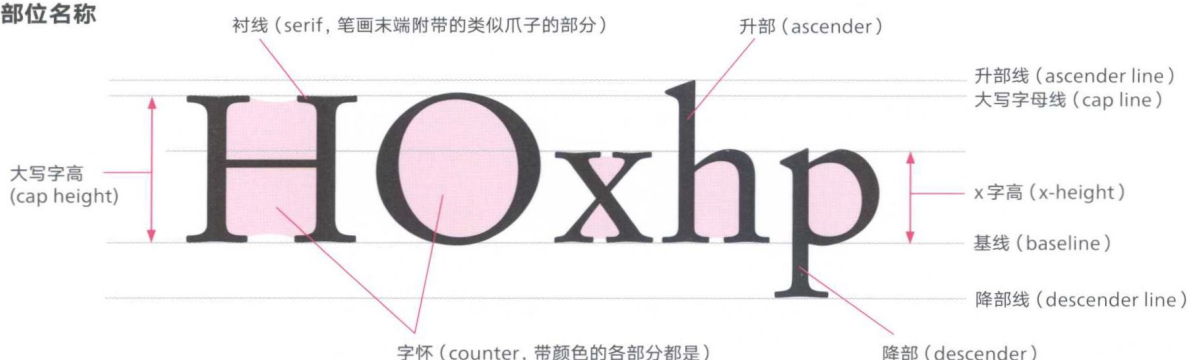 部位名称
衬线（serif, 笔画末端附带的类似爪子的部分）
升部（ascender）
升部线（ascender line）
大写字母线（cap line）
HOxhp
大写字高
(cap height)
x 字高（x-height）
基线（baseline）
降部线（descender line）
字怀（counter, 带颜色的各部分都是）
降部（descender）